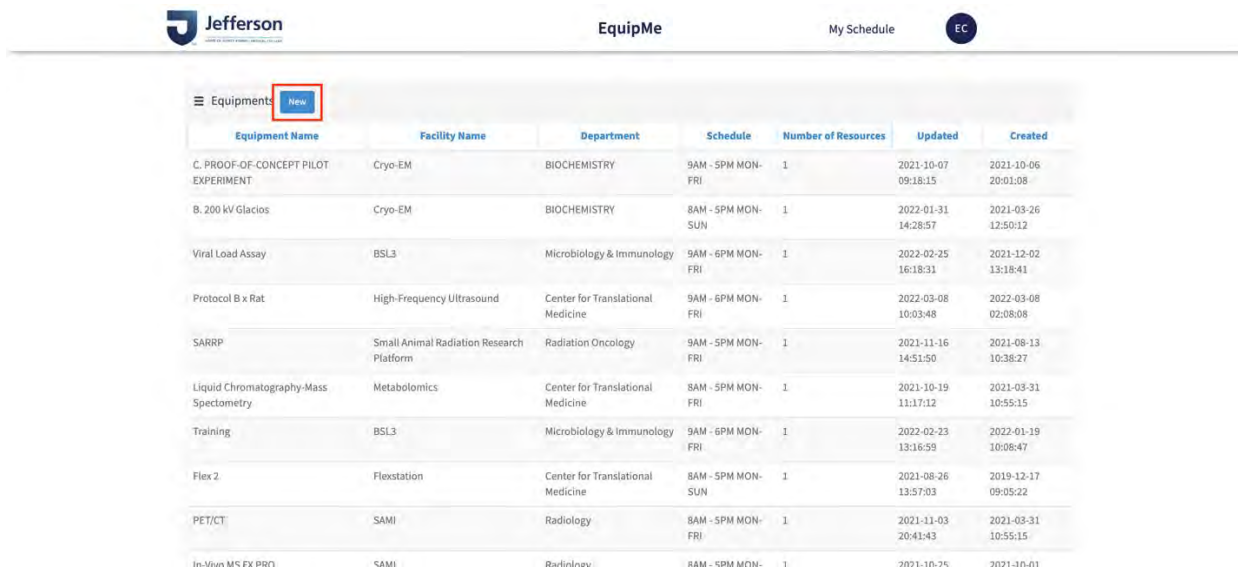 Jefferson
EquipMe
My Schedule
EC
Equipments New
Equipment Name Facility Name Department Schedule Number of Resources Updated Created
C. PROOF-OF-CONCEPT PILOT Cryo-EM BIOCHEMISTRY 9AM - 5PM MON- 1 2021-10-07 2021-10-06
EXPERIMENT FRI 09:18:15 20:01:08
B. 200 kV Glacios Cryo-EM BIOCHEMISTRY 8AM - 5PM MON- 1 2022-01-31 2021-03-26
SUN 14:28:57 12:50:12
Viral Load Assay BSL3 Microbiology & Immunology 9AM - 6PM MON- 1 2022-02-25 2021-12-02
FRI 16:18:31 13:18:41
Protocol B x Rat High-Frequency Ultrasound Center for Translational 9AM - 6PM MON- 1 2022-03-08 2022-03-08
Medicine FRI 10:03:48 02:08:08
SARRP Small Animal Radiation Research Radiation Oncology 9AM - 5PM MON- 1 2021-11-16 2021-08-13
Platform FRI 14:51:50 10:38:27
Liquid Chromatography-Mass Metabolomics Center for Translational 8AM - 5PM MON- 1 2021-10-19 2021-03-31
Spectometry Medicine FRI 11:17:12 10:55:15
Training BSL3 Microbiology & Immunology 9AM - 6PM MON- 1 2022-02-23 2022-01-19
FRI 13:16:59 10:08:47
Flex 2 Flexstation Center for Translational 8AM - 5PM MON- 1 2021-08-26 2019-12-17
Medicine SUN 13:57:03 09:05:22
PET/CT SAMI Radiology 8AM - 5PM MON- 1 2021-11-03 2021-03-31
FRI 20:41:43 10:55:15
In-Vivo MS FX PRO SAMI Radiology 8AM - 5PM MON- 1 2021-10-25 2021-10-01